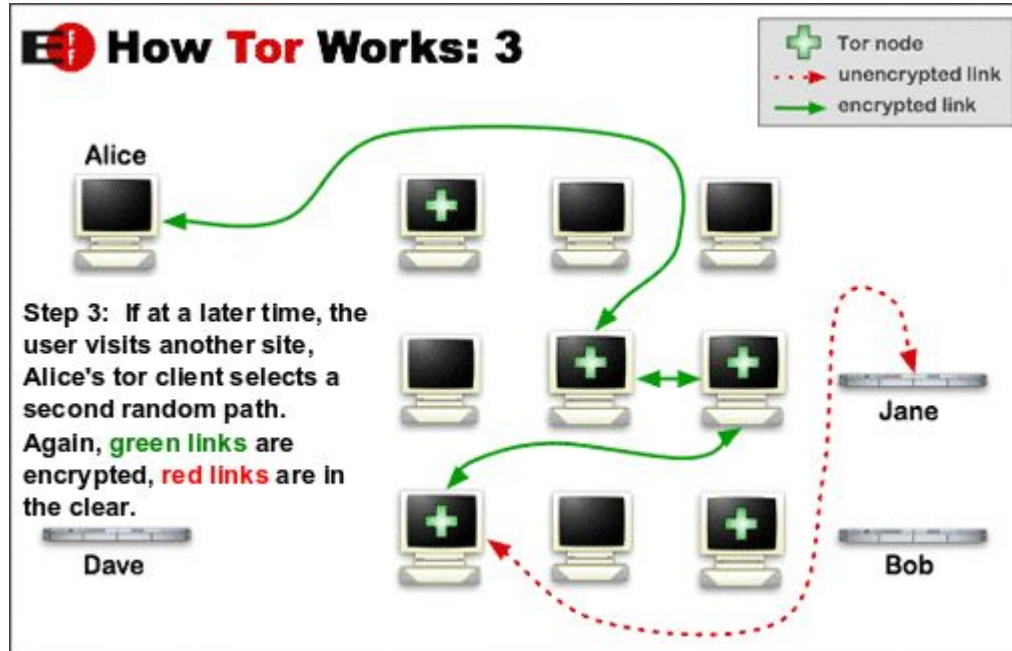 EFF How Tor Works: 3
Tor node
unencrypted link
encrypted link
Alice
Step 3:  If at a later time, the
user visits another site,
Alice's tor client selects a
second random path.
Again, green links are
encrypted, red links are in
the clear.
Jane
Dave
Bob